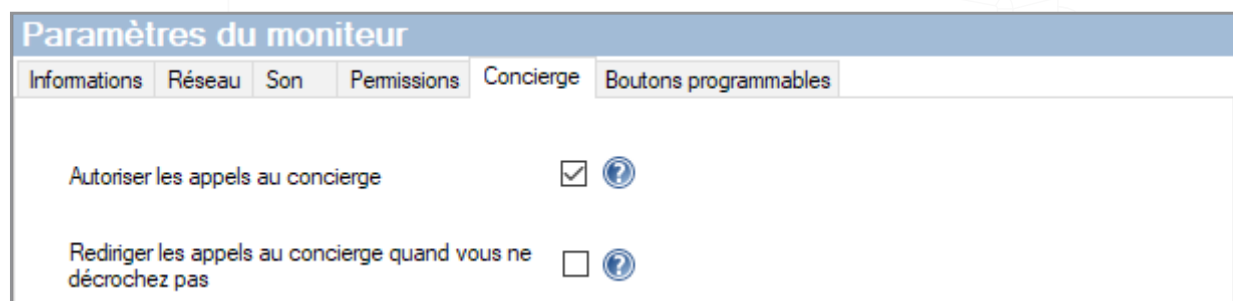 Paramètres du moniteur
Informations Réseau Son Permissions Concierge Boutons programmables
Autoriser les appels au concierge
Rediriger les appels au concierge quand vous ne
décrochez pas